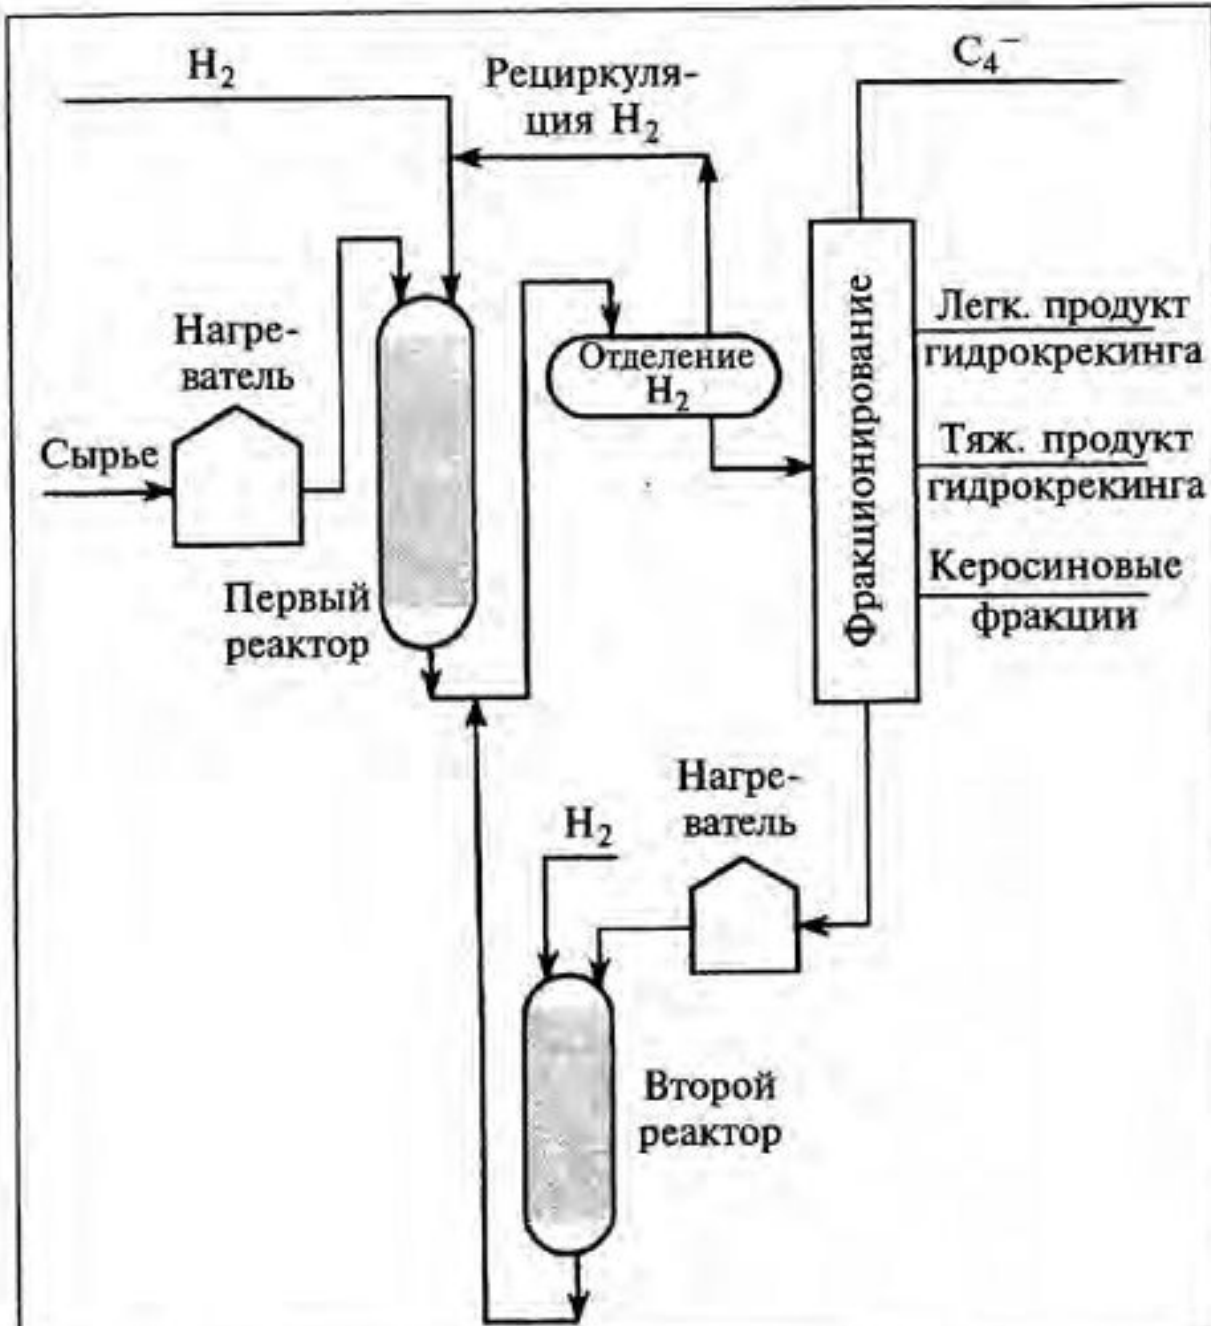 H₂
Рециркуля-
ция H₂
C₄⁻
Нагре-
ватель
Сырье
Отделение
H₂
Фракционирование
Легк. продукт
гидрокрекинга
Тяж. продукт
гидрокрекинга
Керосиновые
фракции
Первый
реактор
Нагре-
ватель
H₂
Второй
реактор